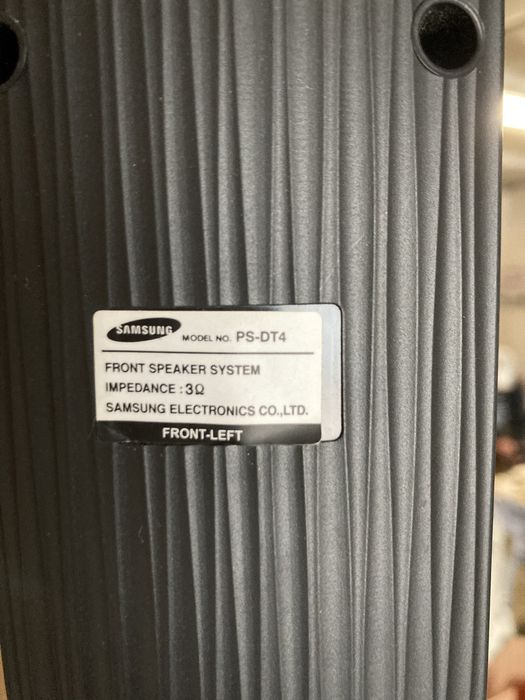 SAMSUNG MODEL NO. PS-DT4
FRONT SPEAKER SYSTEM
IMPEDANCE : 3Ω
SAMSUNG ELECTRONICS CO.,LTD.
FRONT-LEFT